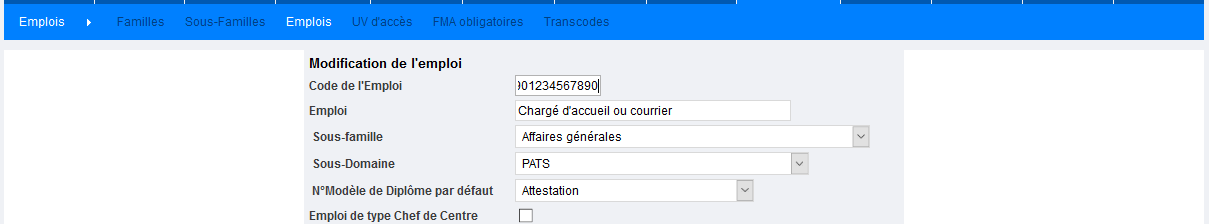 Emplois Familles Sous-Familles Emplois UV d'accès FMA obligatoires Transcodes
Modification de l'emploi
Code de l'Emploi 901234567890
Emploi Chargé d'accueil ou courrier
Sous-famille Affaires générales
Sous-Domaine PATS
N°Modèle de Diplôme par défaut Attestation
Emploi de type Chef de Centre